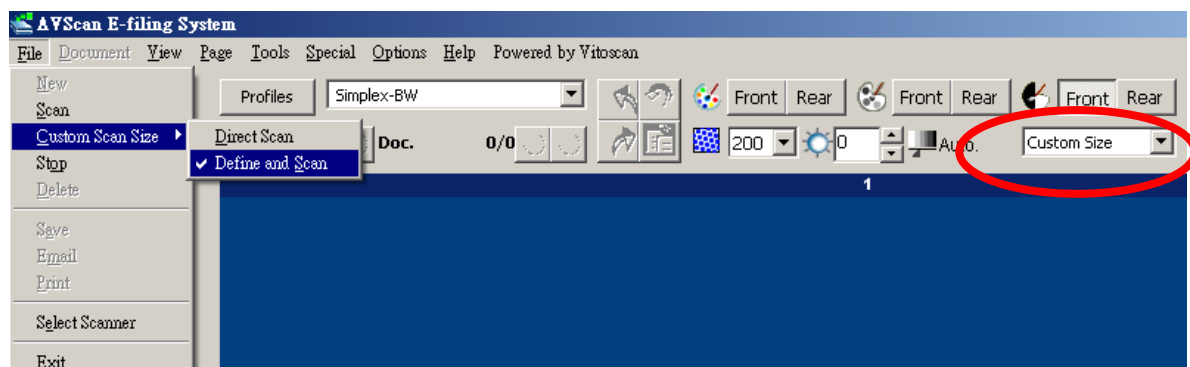 AVScan E-filing System
File Document View Page Tools Special Options Help Powered by Vitoscan
New
Scan
Custom Scan Size
Stop
Delete
Save
Email
Print
Select Scanner
Exit
Direct Scan
Define and Scan
Profiles Simplex-BW Front Rear Front Rear Front Rear
Doc. 0/0 200 0 Auto. Custom Size
1